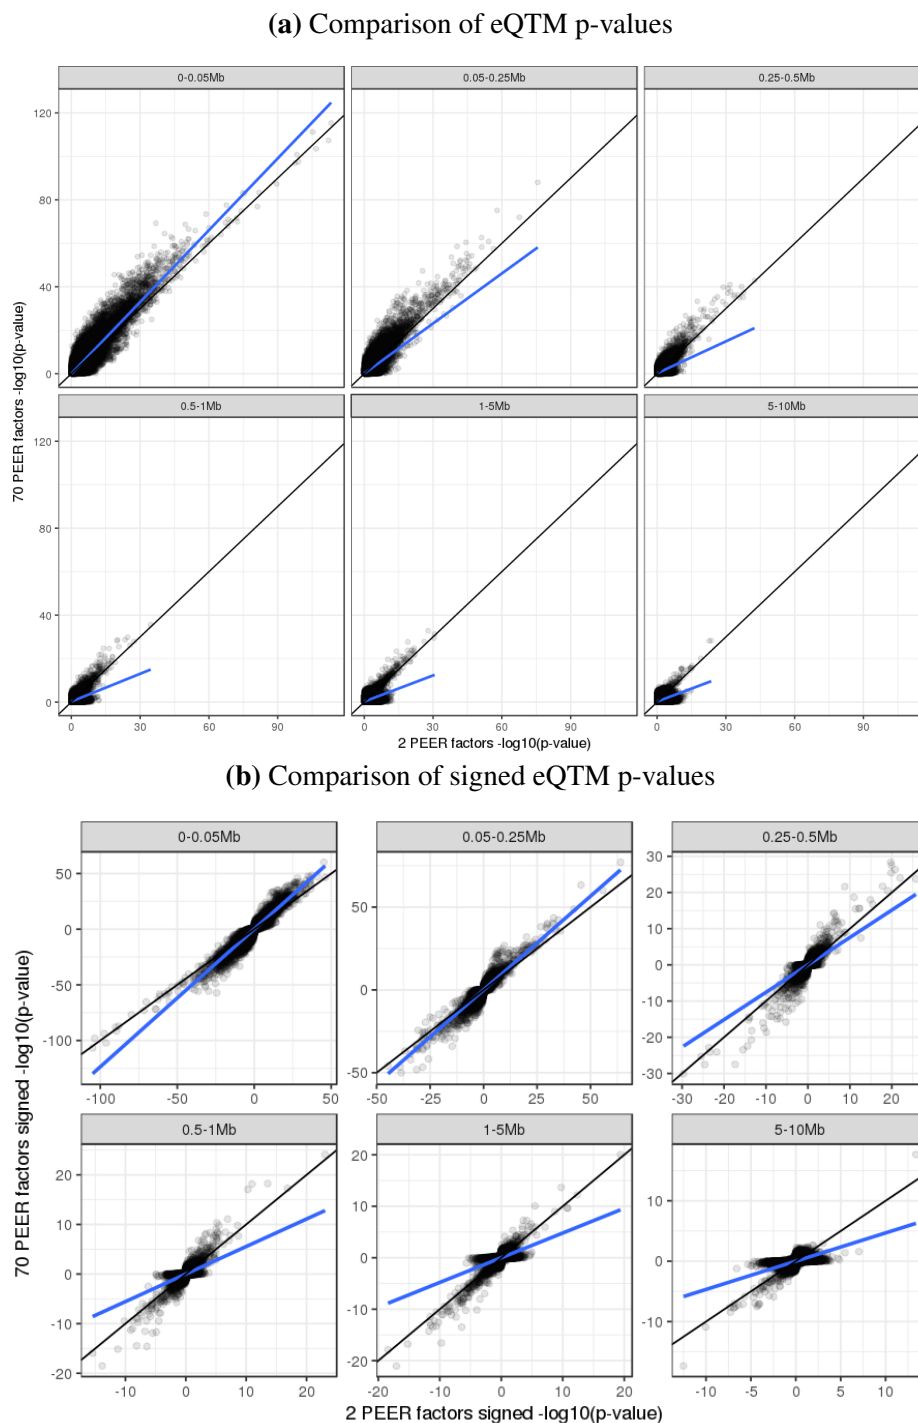 (a) Comparison of eQTM p-values
0-0.05Mb 0.05-0.25Mb 0.25-0.5Mb
120
80
40
0
70 PEER factors -log10(p-value)
0.5-1Mb 1-5Mb 5-10Mb
120
80
40
0
0 30 60 90 0 30 60 90 0 30 60 90
2 PEER factors -log10(p-value)
(b) Comparison of signed eQTM p-values
0-0.05Mb 0.05-0.25Mb 0.25-0.5Mb
50 0 -50 -100
50 0 -50
30 20 10 0 -10 -20 -30
-100 -50 0 50 -50 -25 0 25 50 -30 -20 -10 0 10 20
70 PEER factors signed -log10(p-value)
0.5-1Mb 1-5Mb 5-10Mb
20 10 0 -10 -20
20 10 0 -10 -20
10 0 -10
-10 0 10 20 -20 -10 0 10 20 -10 -5 0 5 10
2 PEER factors signed -log10(p-value)